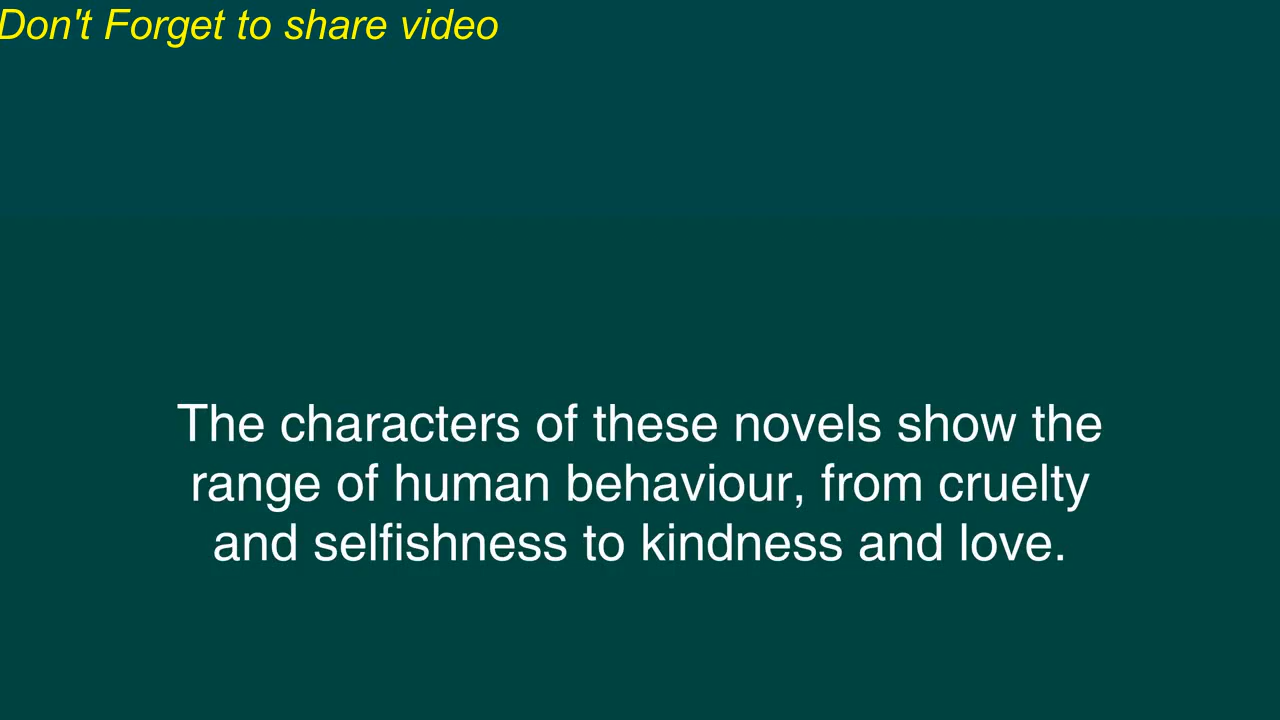 Don't Forget to share video
The characters of these novels show the
range of human behaviour, from cruelty
and selfishness to kindness and love.